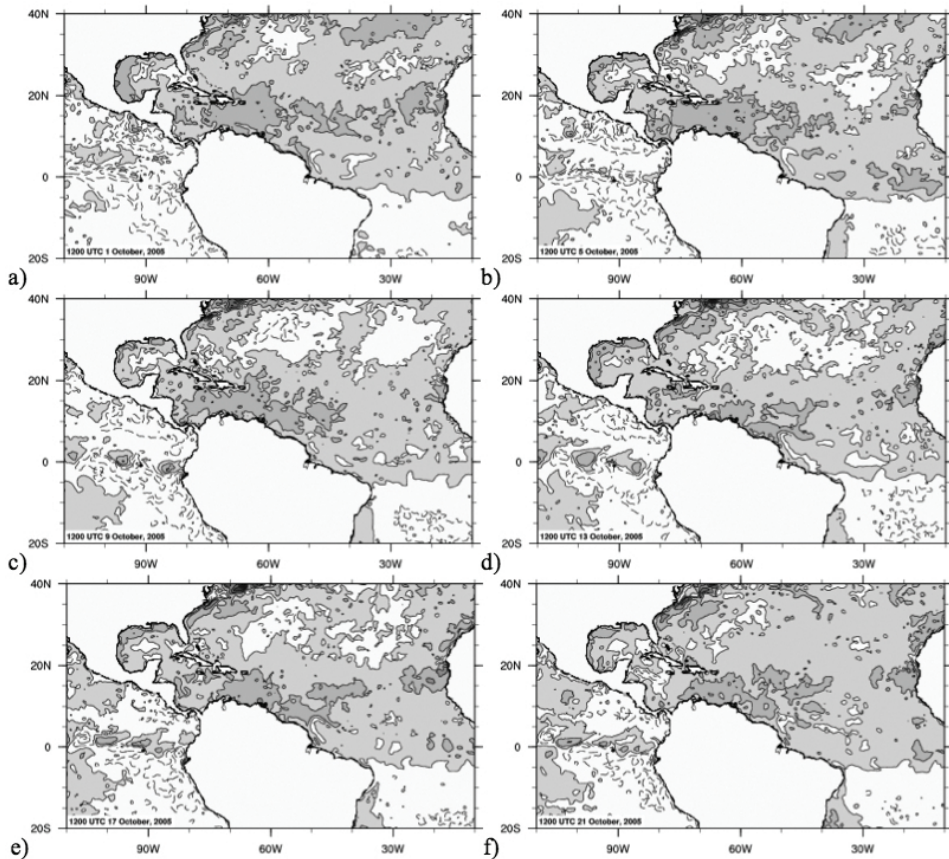 40N
20N
0
1200 UTC 1 October, 2005
20S
90W 60W 30W
a)
40N
20N
0
1200 UTC 5 October, 2005
20S
90W 60W 30W
b)
40N
20N
0
1200 UTC 9 October, 2005
20S
90W 60W 30W
c)
40N
20N
0
1200 UTC 13 October, 2005
20S
90W 60W 30W
d)
40N
20N
0
1200 UTC 17 October, 2005
20S
90W 60W 30W
e)
40N
20N
0
1200 UTC 21 October, 2005
20S
90W 60W 30W
f)